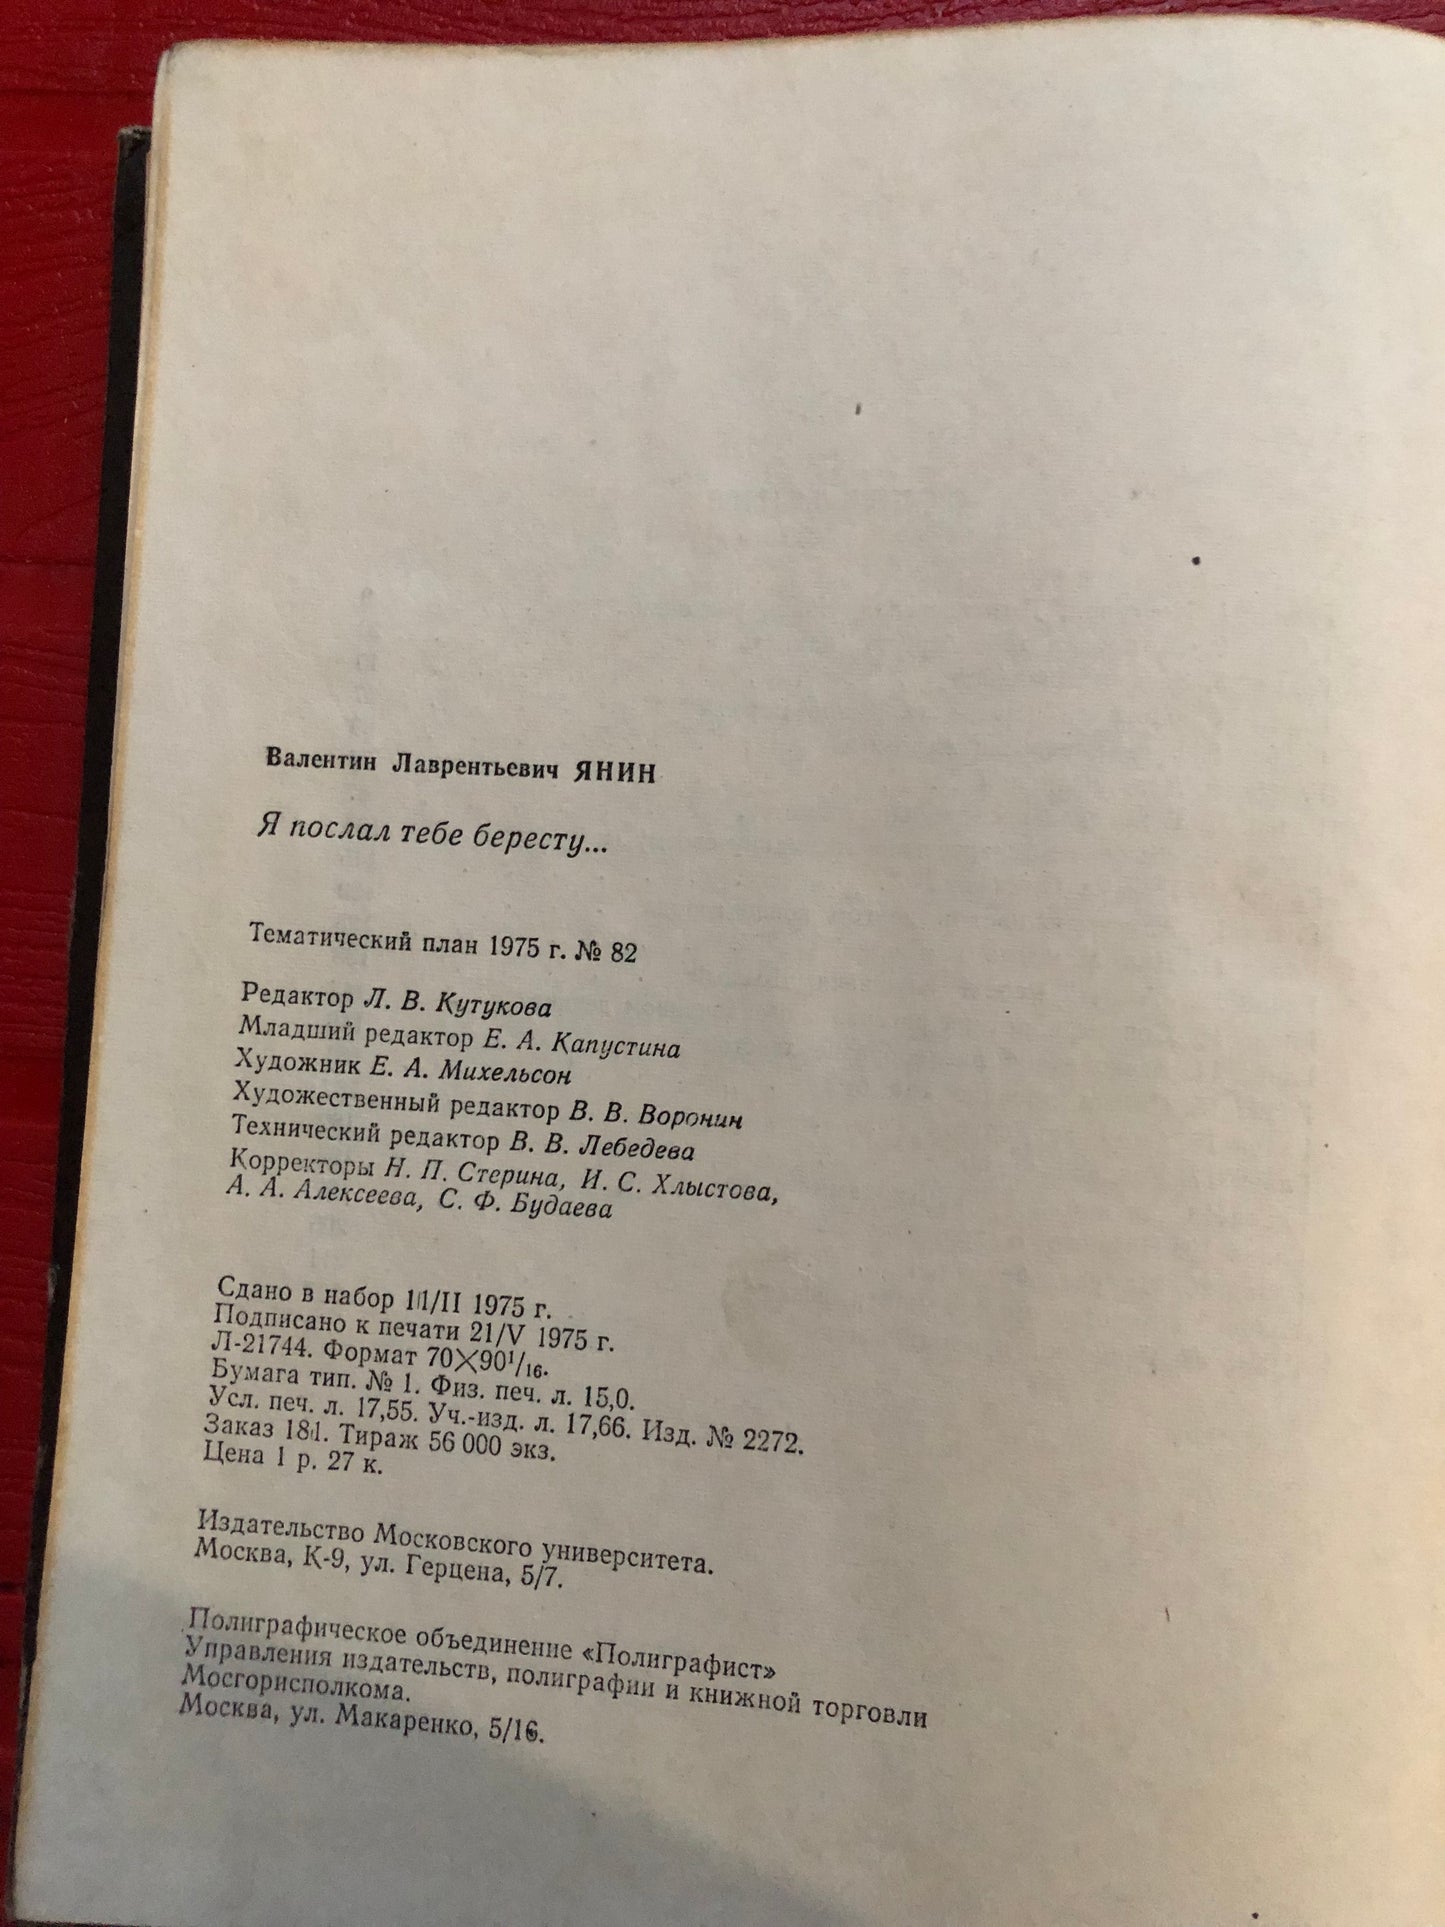 Валентин Лаврентьевич ЯНИН
Я послал тебе бересту...
Тематический план 1975 г. № 82
Редактор Л. В. Кутукова
Младший редактор Е. А. Капустина
Художник Е. А. Михельсон
Художественный редактор В. В. Воронин
Технический редактор В. В. Лебедева
Корректоры Н. П. Стерина, И. С. Хлыстова,
А. А. Алексеева, С. Ф. Будаева
Сдано в набор 11/II 1975 г.
Подписано к печати 21/V 1975 г.
Л-21744. Формат 70×90¹/₁₆.
Бумага тип. № 1. Физ. печ. л. 15,0.
Усл. печ. л. 17,55. Уч.-изд. л. 17,66. Изд. № 2272.
Заказ 181. Тираж 56 000 экз.
Цена 1 р. 27 к.
Издательство Московского университета.
Москва, К-9, ул. Герцена, 5/7.
Полиграфическое объединение «Полиграфист»
Управления издательств, полиграфии и книжной торговли
Мосгорисполкома.
Москва, ул. Макаренко, 5/16.